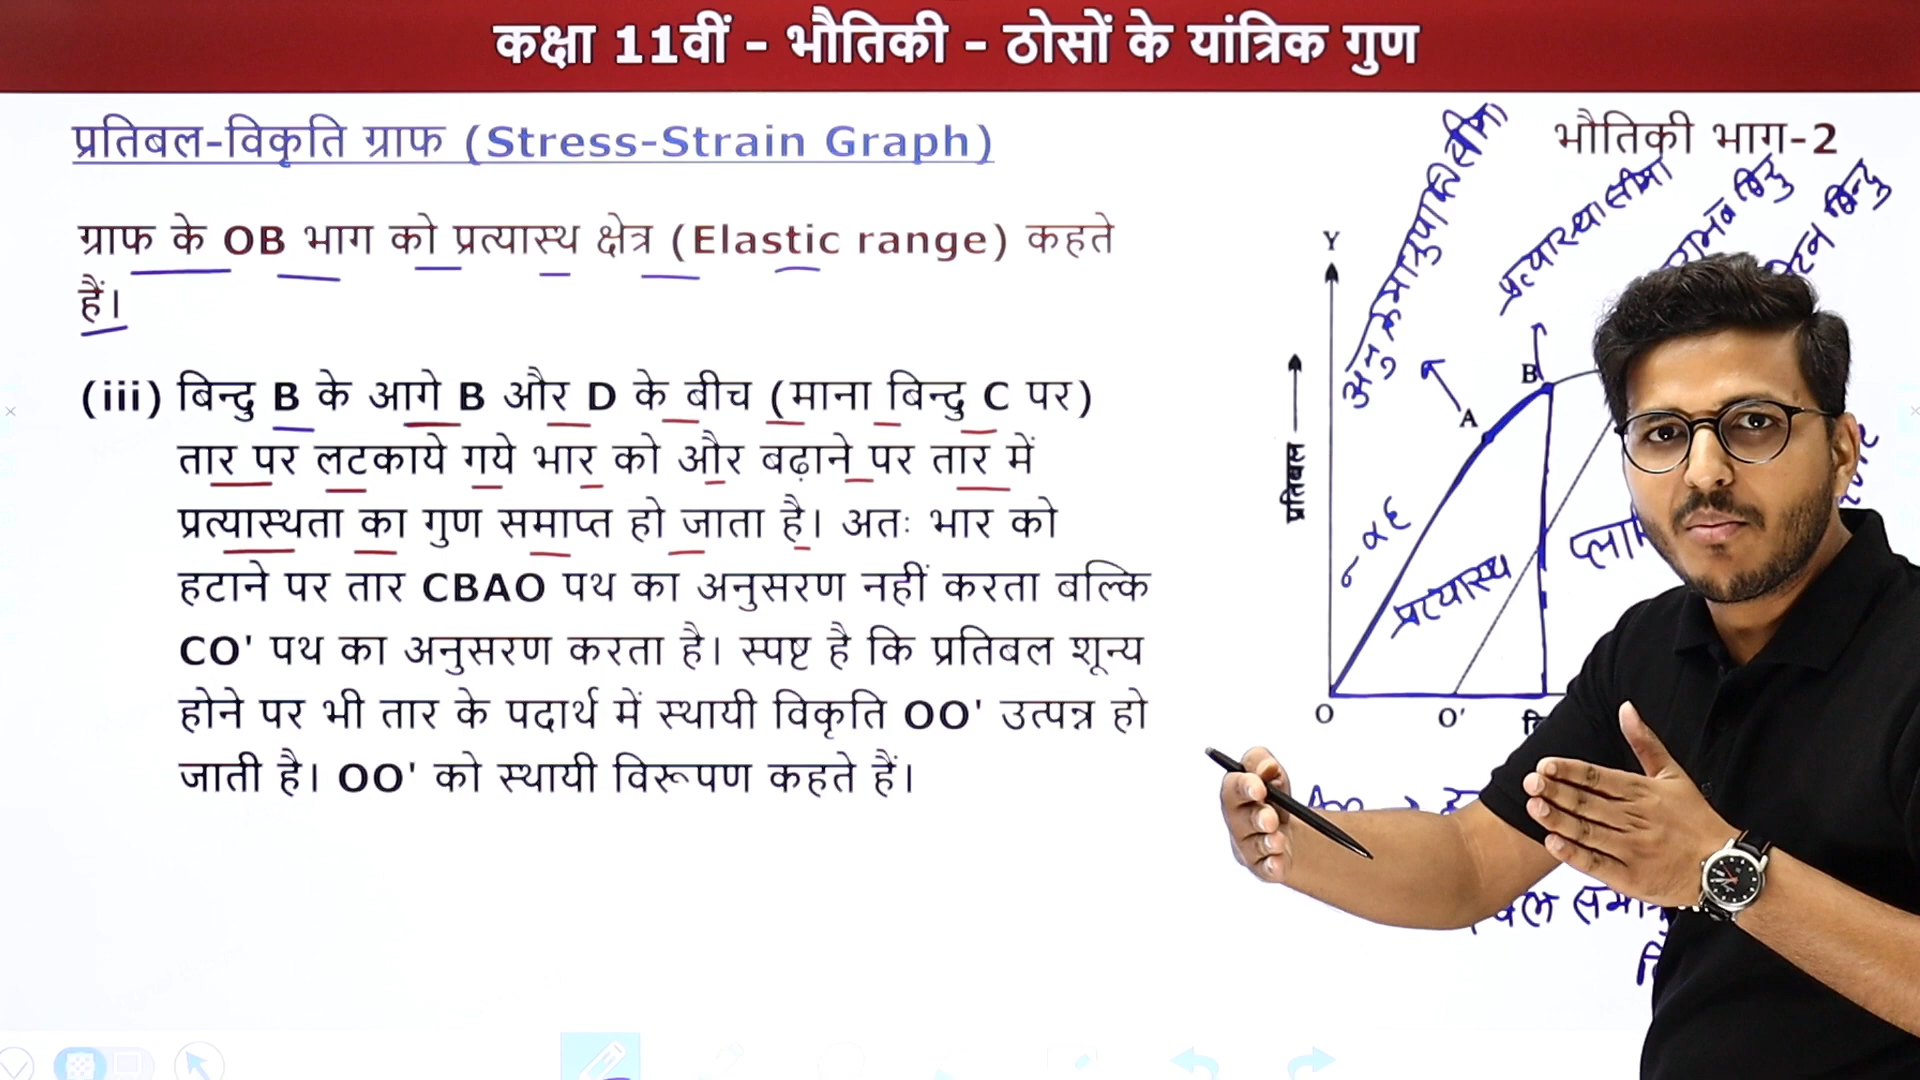 कक्षा 11वीं - भौतिकी - ठोसों के यांत्रिक गुण
प्रतिबल-विकृति ग्राफ (Stress-Strain Graph)
भौतिकी भाग-2
ग्राफ के OB भाग को प्रत्यास्थ क्षेत्र (Elastic range) कहते
हैं।
(iii) बिन्दु B के आगे B और D के बीच (माना बिन्दु C पर)
तार पर लटकाये गये भार को और बढ़ाने पर तार में
प्रत्यास्थता का गुण समाप्त हो जाता है। अतः भार को
हटाने पर तार CBAO पथ का अनुसरण नहीं करता बल्कि
CO' पथ का अनुसरण करता है। स्पष्ट है कि प्रतिबल शून्य
होने पर भी तार के पदार्थ में स्थायी विकृति OO' उत्पन्न हो
जाती है। OO' को स्थायी विरूपण कहते हैं।
अनुक्रमानुपाती सीमा
प्रत्यास्था सीमा
बिन्दु
बिन्दु
Y
B
A
प्रतिबल
प्रत्यास्थ
O
O'